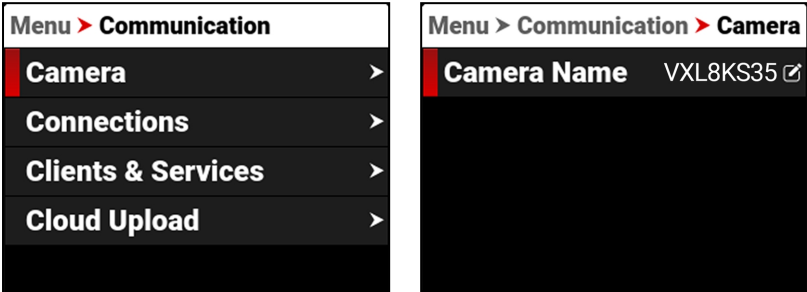 Menu > Communication
Camera
Connections
Clients & Services
Cloud Upload
Menu > Communication > Camera
Camera Name VXL8KS35